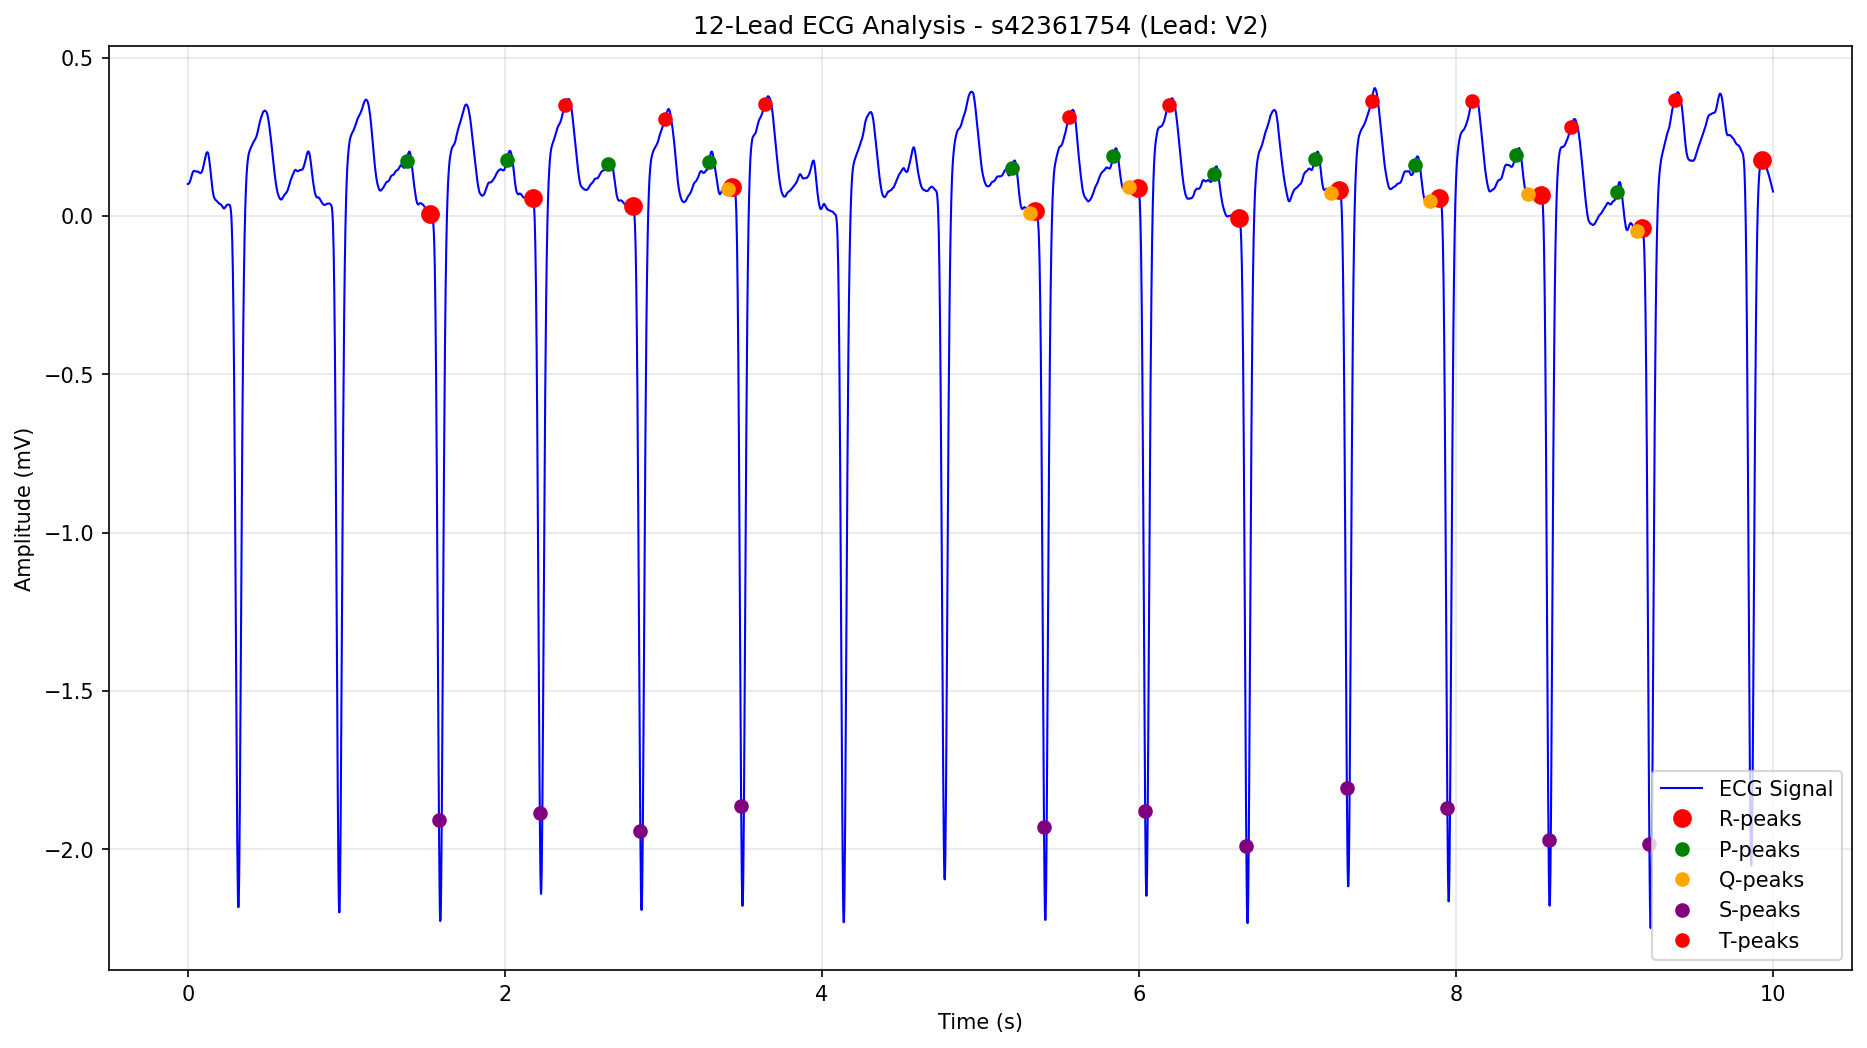 12-Lead ECG Analysis - s42361754 (Lead: V2)
0.5
0.0
−0.5
−1.0
−1.5
−2.0
Amplitude (mV)
0 2 4 6 8 10
Time (s)
ECG Signal
R-peaks
P-peaks
Q-peaks
S-peaks
T-peaks